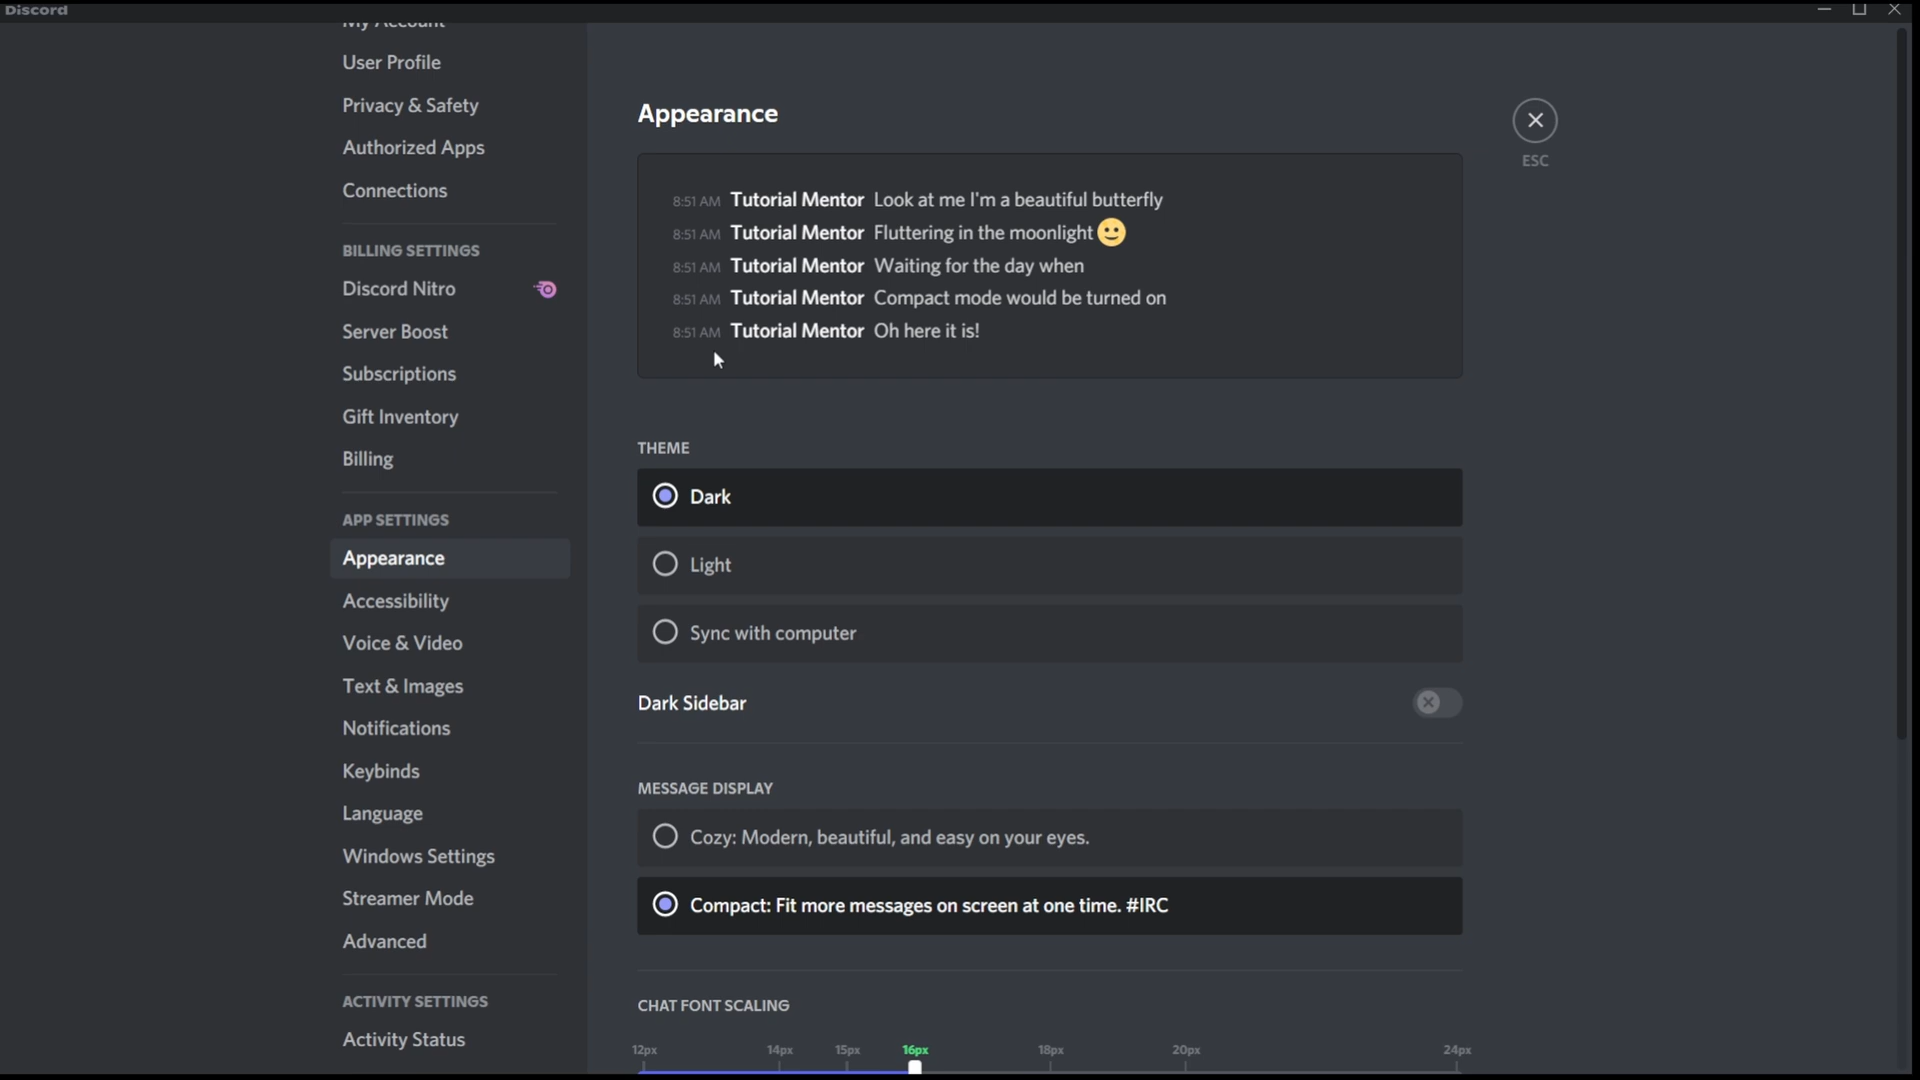 Discord
My Account
User Profile
Privacy & Safety
Authorized Apps
Connections
BILLING SETTINGS
Discord Nitro
Server Boost
Subscriptions
Gift Inventory
Billing
APP SETTINGS
Appearance
Accessibility
Voice & Video
Text & Images
Notifications
Keybinds
Language
Windows Settings
Streamer Mode
Advanced
ACTIVITY SETTINGS
Activity Status
Appearance
ESC
8:51 AM Tutorial Mentor Look at me I'm a beautiful butterfly
8:51 AM Tutorial Mentor Fluttering in the moonlight 🙂
8:51 AM Tutorial Mentor Waiting for the day when
8:51 AM Tutorial Mentor Compact mode would be turned on
8:51 AM Tutorial Mentor Oh here it is!
THEME
Dark
Light
Sync with computer
Dark Sidebar
MESSAGE DISPLAY
Cozy: Modern, beautiful, and easy on your eyes.
Compact: Fit more messages on screen at one time. #IRC
CHAT FONT SCALING
12px 14px 15px 16px 18px 20px 24px